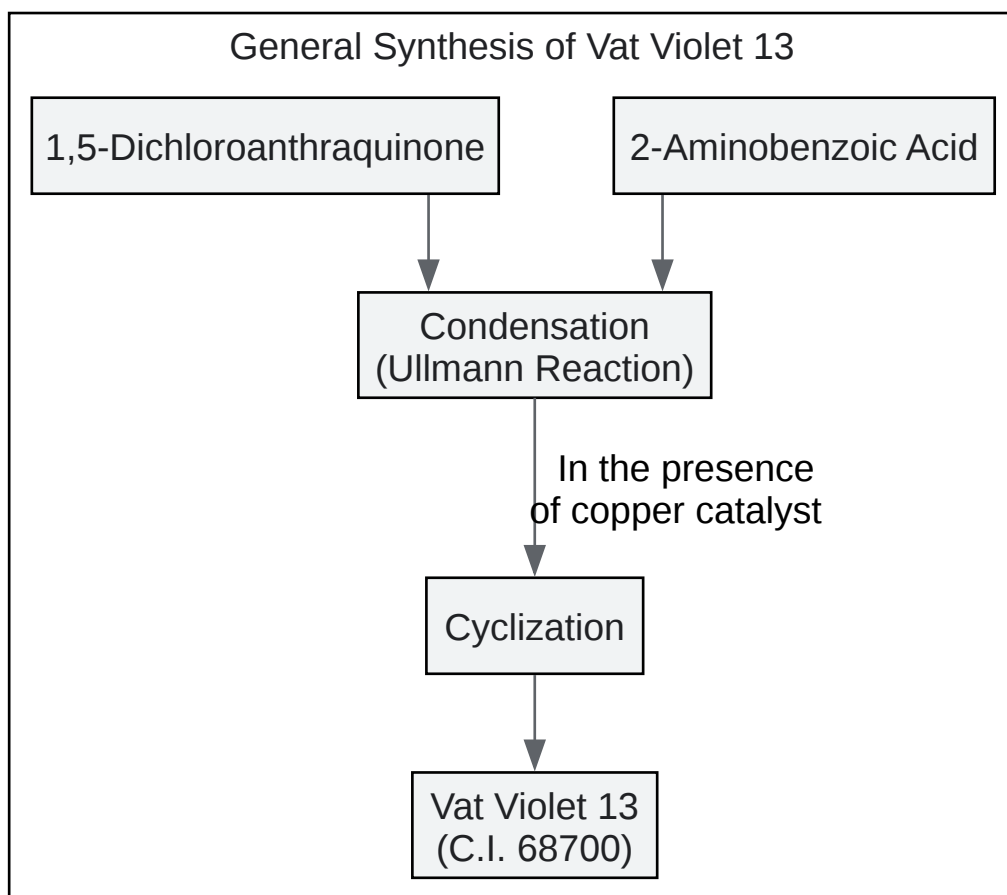 General Synthesis of Vat Violet 13
1,5-Dichloroanthraquinone
2-Aminobenzoic Acid
Condensation
(Ullmann Reaction)
In the presence
of copper catalyst
Cyclization
Vat Violet 13
(C.I. 68700)